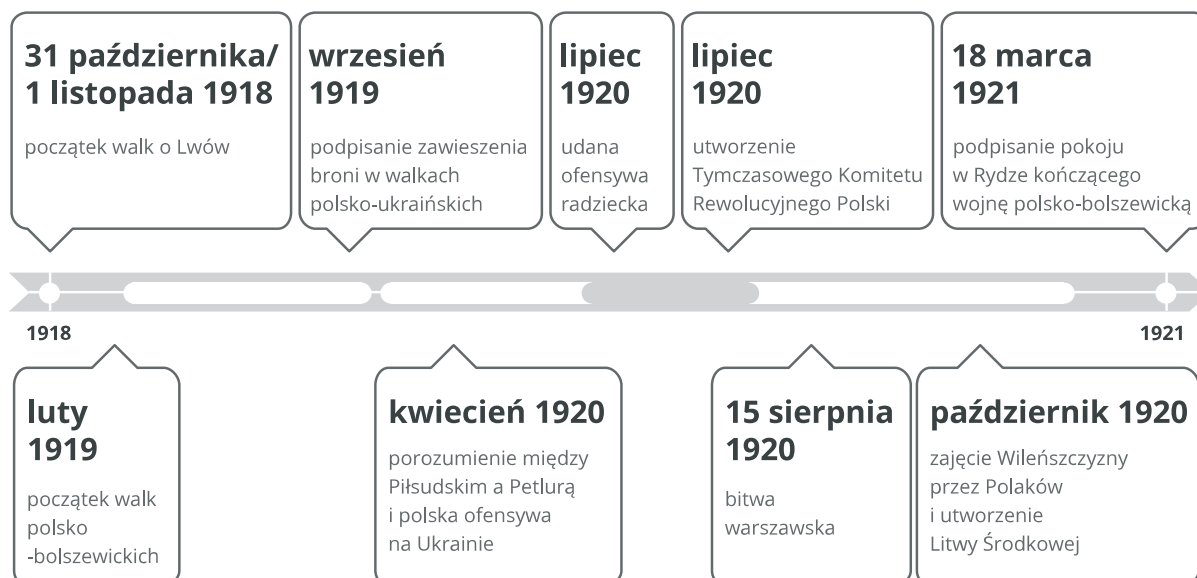 31 października/
1 listopada 1918
początek walk o Lwów
wrzesień
1919
podpisanie zawieszenia
broni w walkach
polsko-ukraińskich
lipiec
1920
udana
ofensywa
radziecka
lipiec
1920
utworzenie
Tymczasowego Komitetu
Rewolucyjnego Polski
18 marca
1921
podpisanie pokoju
w Rydze kończącego
wojnę polsko-bolszewicką
1918
1921
luty
1919
początek walk
polsko
-bolszewickich
kwiecień 1920
porozumienie między
Piłsudskim a Petlurą
i polska ofensywa
na Ukrainie
15 sierpnia
1920
bitwa
warszawska
październik 1920
zajęcie Wileńszczyzny
przez Polaków
i utworzenie
Litwy Środkowej